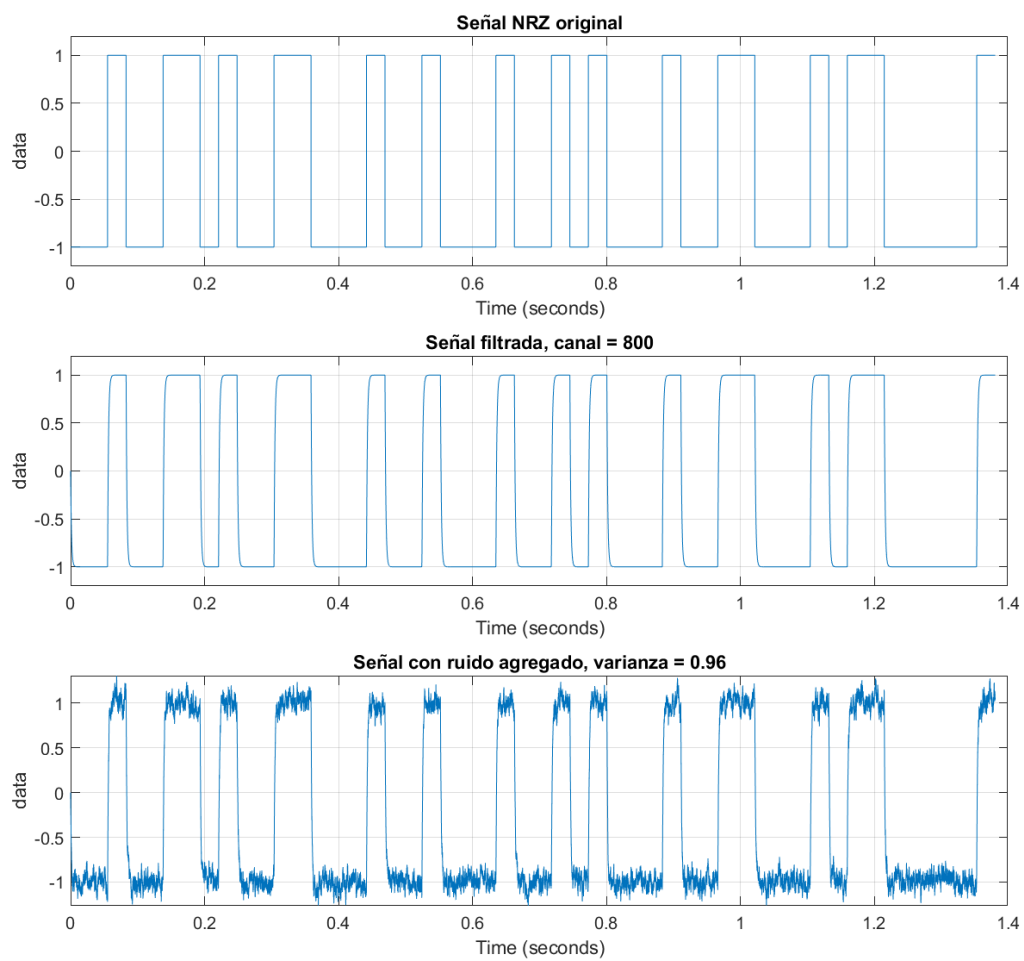 Señal NRZ original
1
0.5
0
-0.5
-1
data
0 0.2 0.4 0.6 0.8 1 1.2 1.4
Time (seconds)
Señal filtrada, canal = 800
1
0.5
0
-0.5
-1
data
0 0.2 0.4 0.6 0.8 1 1.2 1.4
Time (seconds)
Señal con ruido agregado, varianza = 0.96
1
0.5
0
-0.5
-1
data
0 0.2 0.4 0.6 0.8 1 1.2 1.4
Time (seconds)